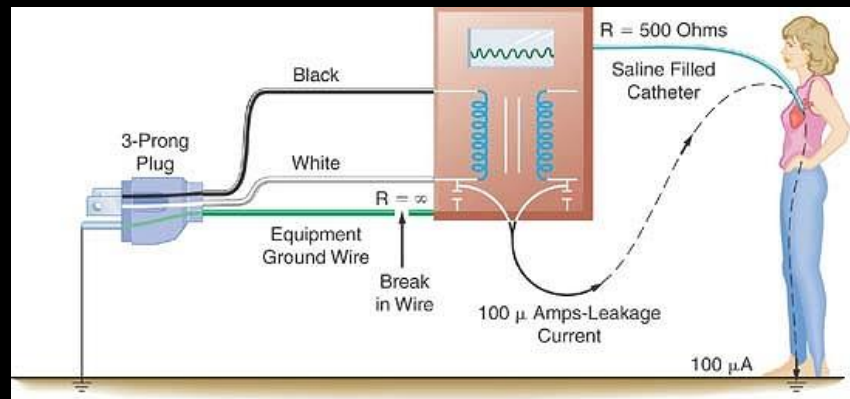 R = 500 Ohms
Saline Filled
Catheter
Black
3-Prong
Plug
White
R = ∞
Equipment
Ground Wire
Break
in Wire
100 μ Amps-Leakage
Current
100 μA